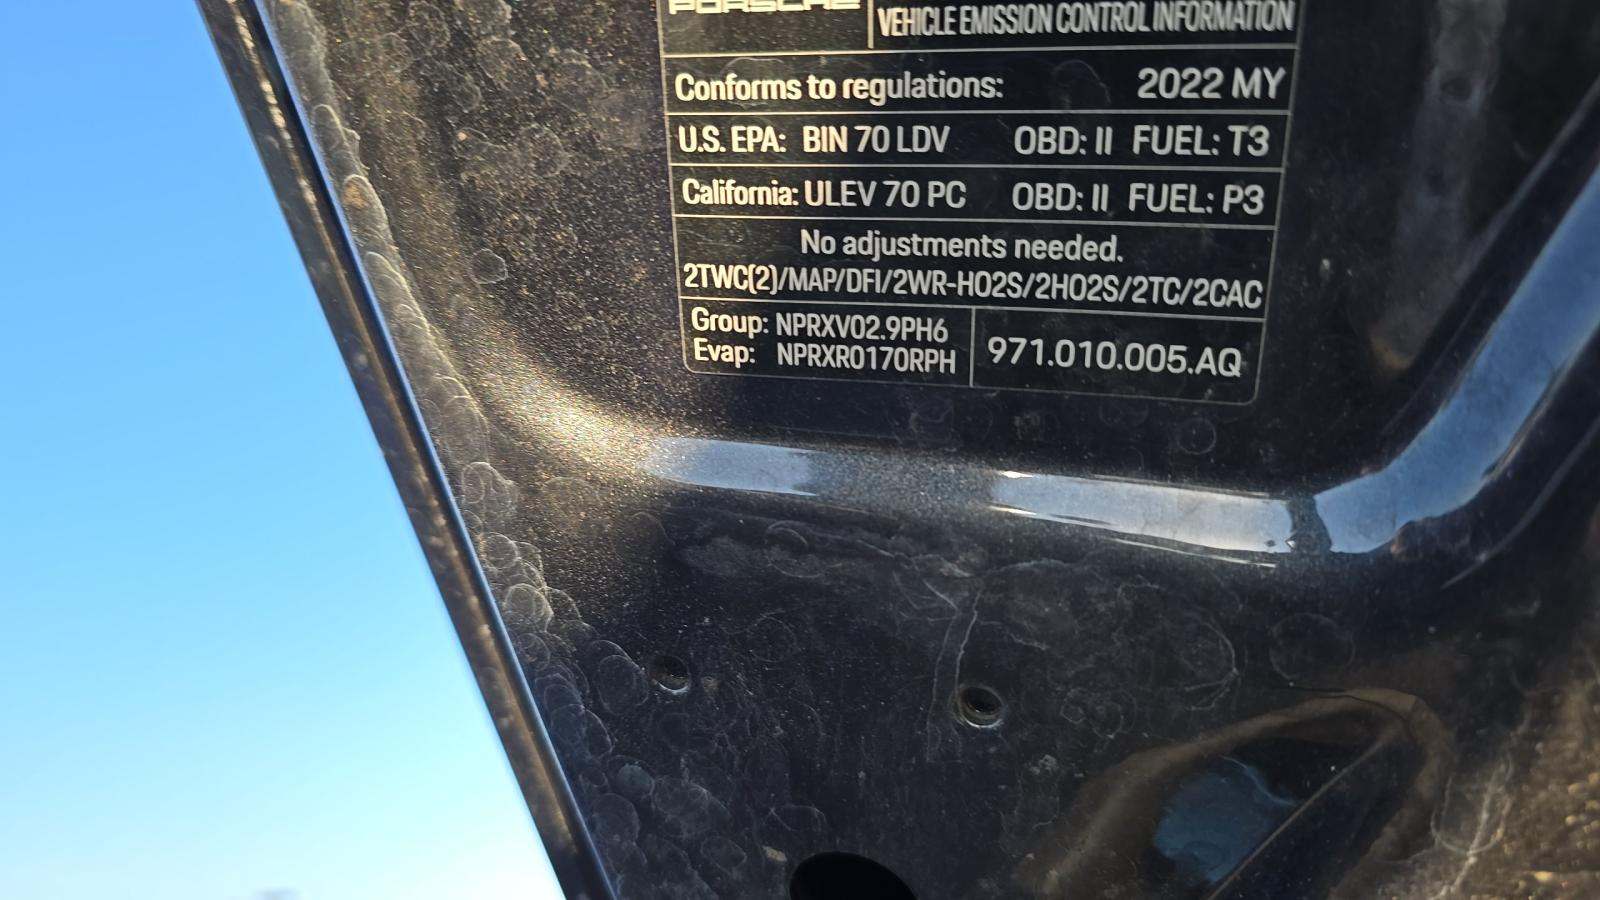 PORSCHE
VEHICLE EMISSION CONTROL INFORMATION
Conforms to regulations: 2022 MY
U.S. EPA: BIN 70 LDV OBD: II FUEL: T3
California: ULEV 70 PC OBD: II FUEL: P3
No adjustments needed.
2TWC(2)/MAP/DFI/2WR-HO2S/2HO2S/2TC/2CAC
Group: NPRXV02.9PH6
Evap: NPRXR0170RPH
971.010.005.AQ